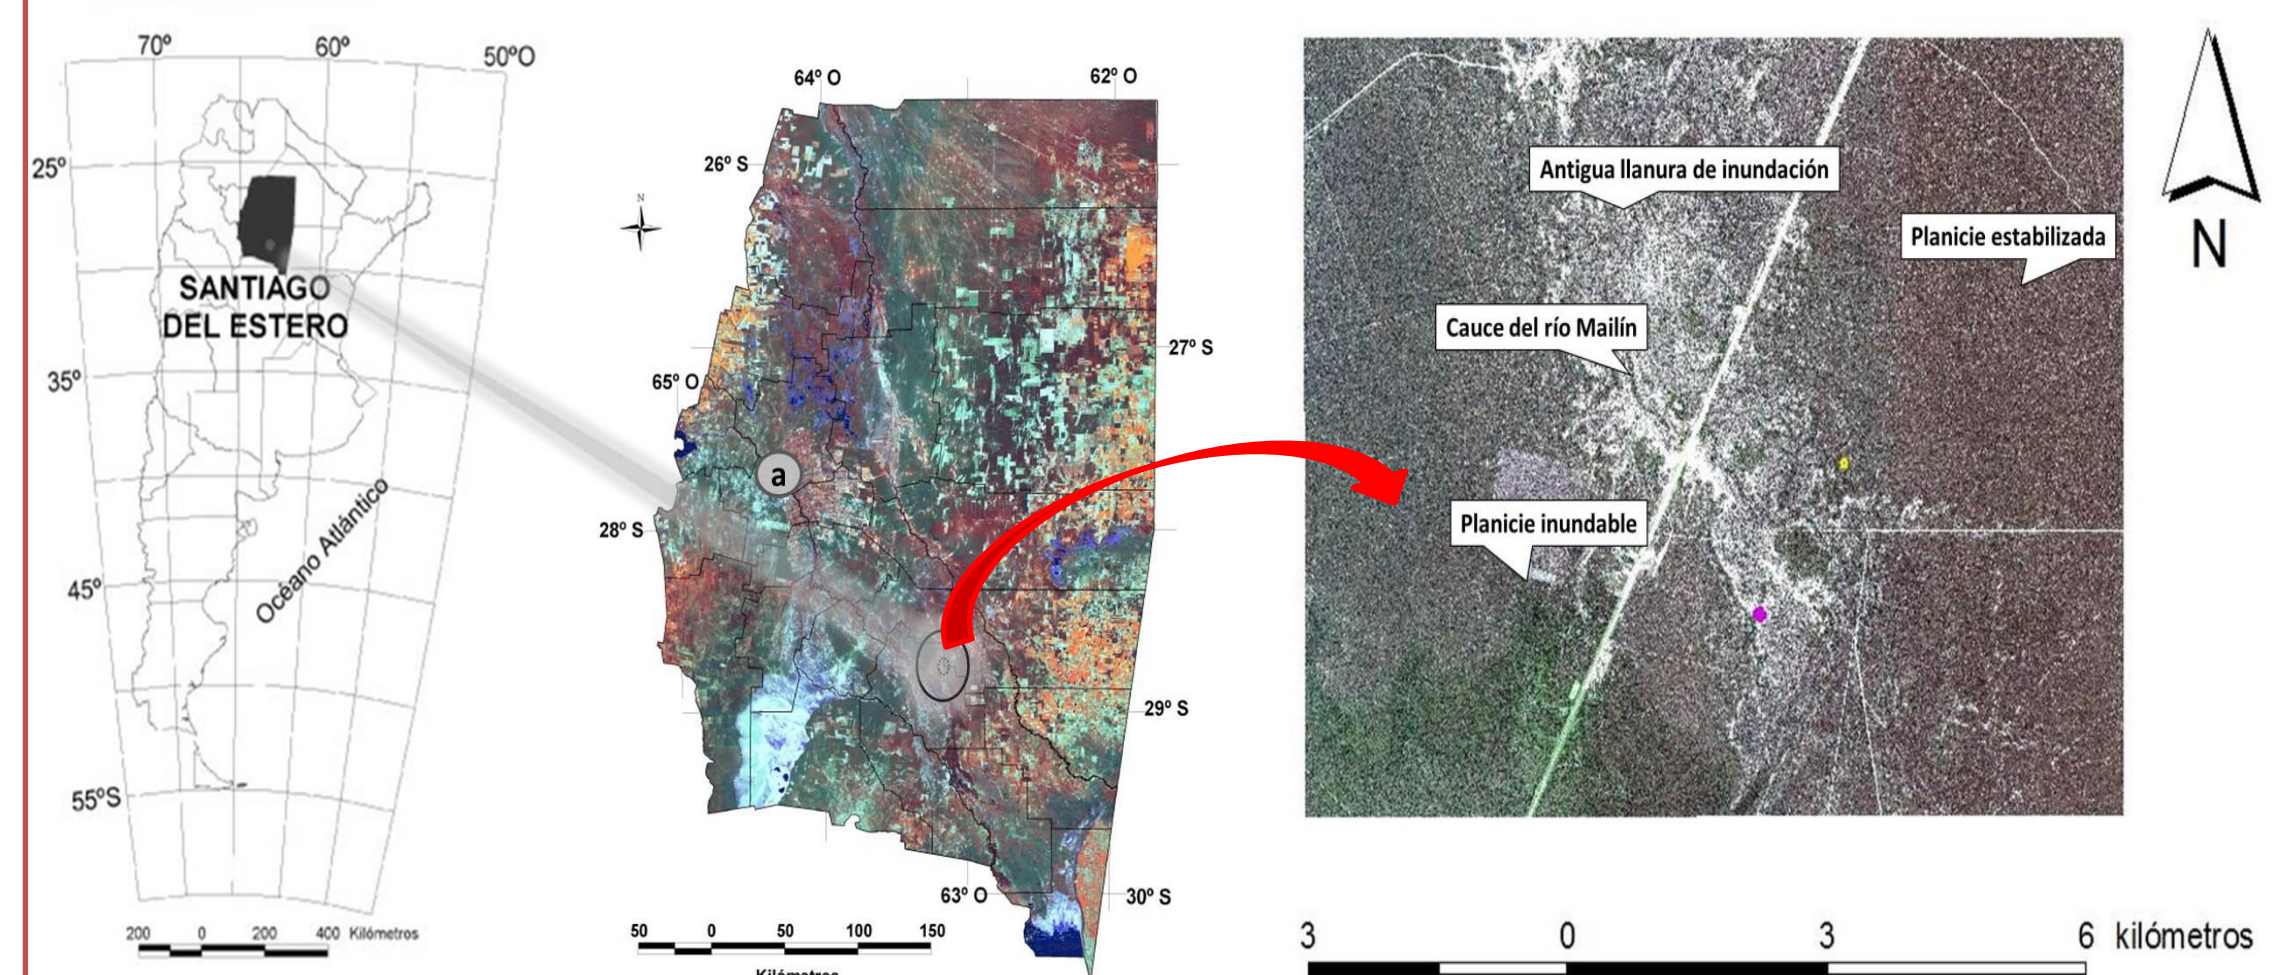 70º
60º
50ºO
25º
SANTIAGO
DEL ESTERO
35º
45º
55ºS
Océano Atlántico
200 0 200 400 Kilómetros
64º O
62º O
26º S
N
27º S
65º O
a
28º S
29º S
63º O
30º S
50 0 50 100 150
Kilómetros
Antigua llanura de inundación
Planicie estabilizada
Cauce del río Mailín
Planicie inundable
N
3 0 3 6 kilómetros